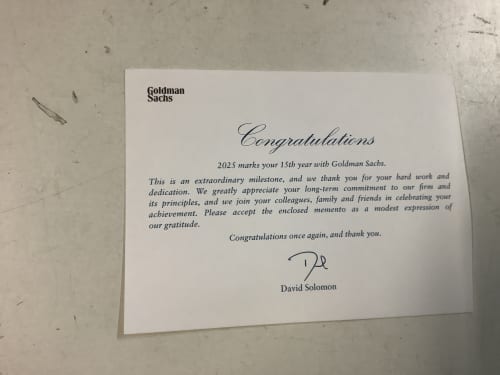 Goldman
Sachs
Congratulations
2025 marks your 15th year with Goldman Sachs.
This is an extraordinary milestone, and we thank you for your hard work and
dedication. We greatly appreciate your long-term commitment to our firm and
its principles, and we join your colleagues, family and friends in celebrating your
achievement. Please accept the enclosed memento as a modest expression of
our gratitude.
Congratulations once again, and thank you.
David Solomon